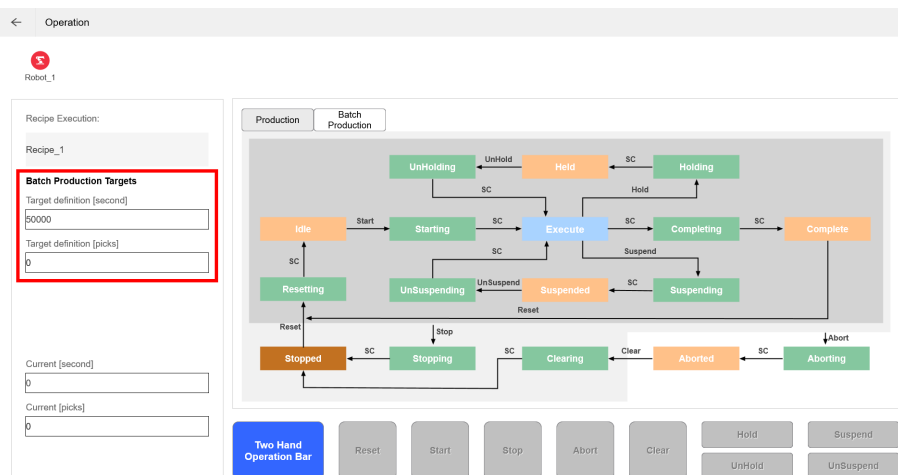 Operation
Robot_1
Recipe Execution:
Recipe_1
Batch Production Targets
Target definition [second]
50000
Target definition [picks]
0
Current [second]
0
Current [picks]
0
Production
Batch
Production
UnHolding
UnHold
Held
SC
Holding
SC
Hold
Idle
Start
Starting
SC
Execute
SC
Completing
SC
Complete
SC
SC
Suspend
Resetting
UnSuspending
UnSuspend
Suspended
SC
Suspending
Reset
Reset
Stop
Abort
Stopped
SC
Stopping
SC
Clearing
Clear
Aborted
SC
Aborting
Two Hand
Operation Bar
Reset
Start
Stop
Abort
Clear
Hold
Suspend
UnHold
UnSuspend